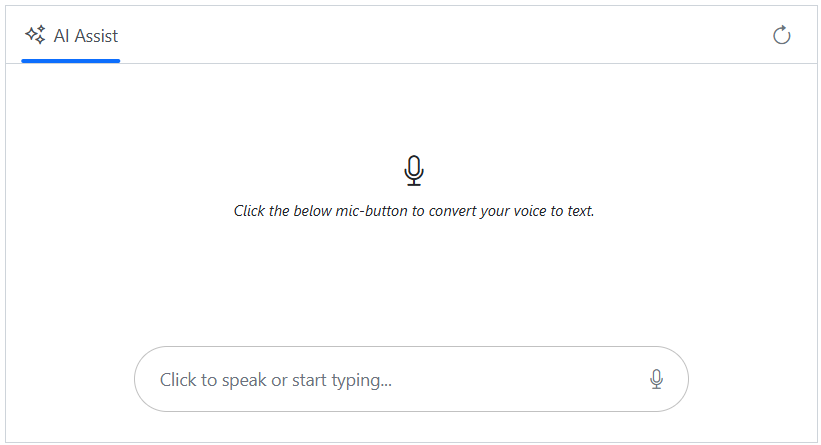 AI Assist
Click the below mic-button to convert your voice to text.
Click to speak or start typing...